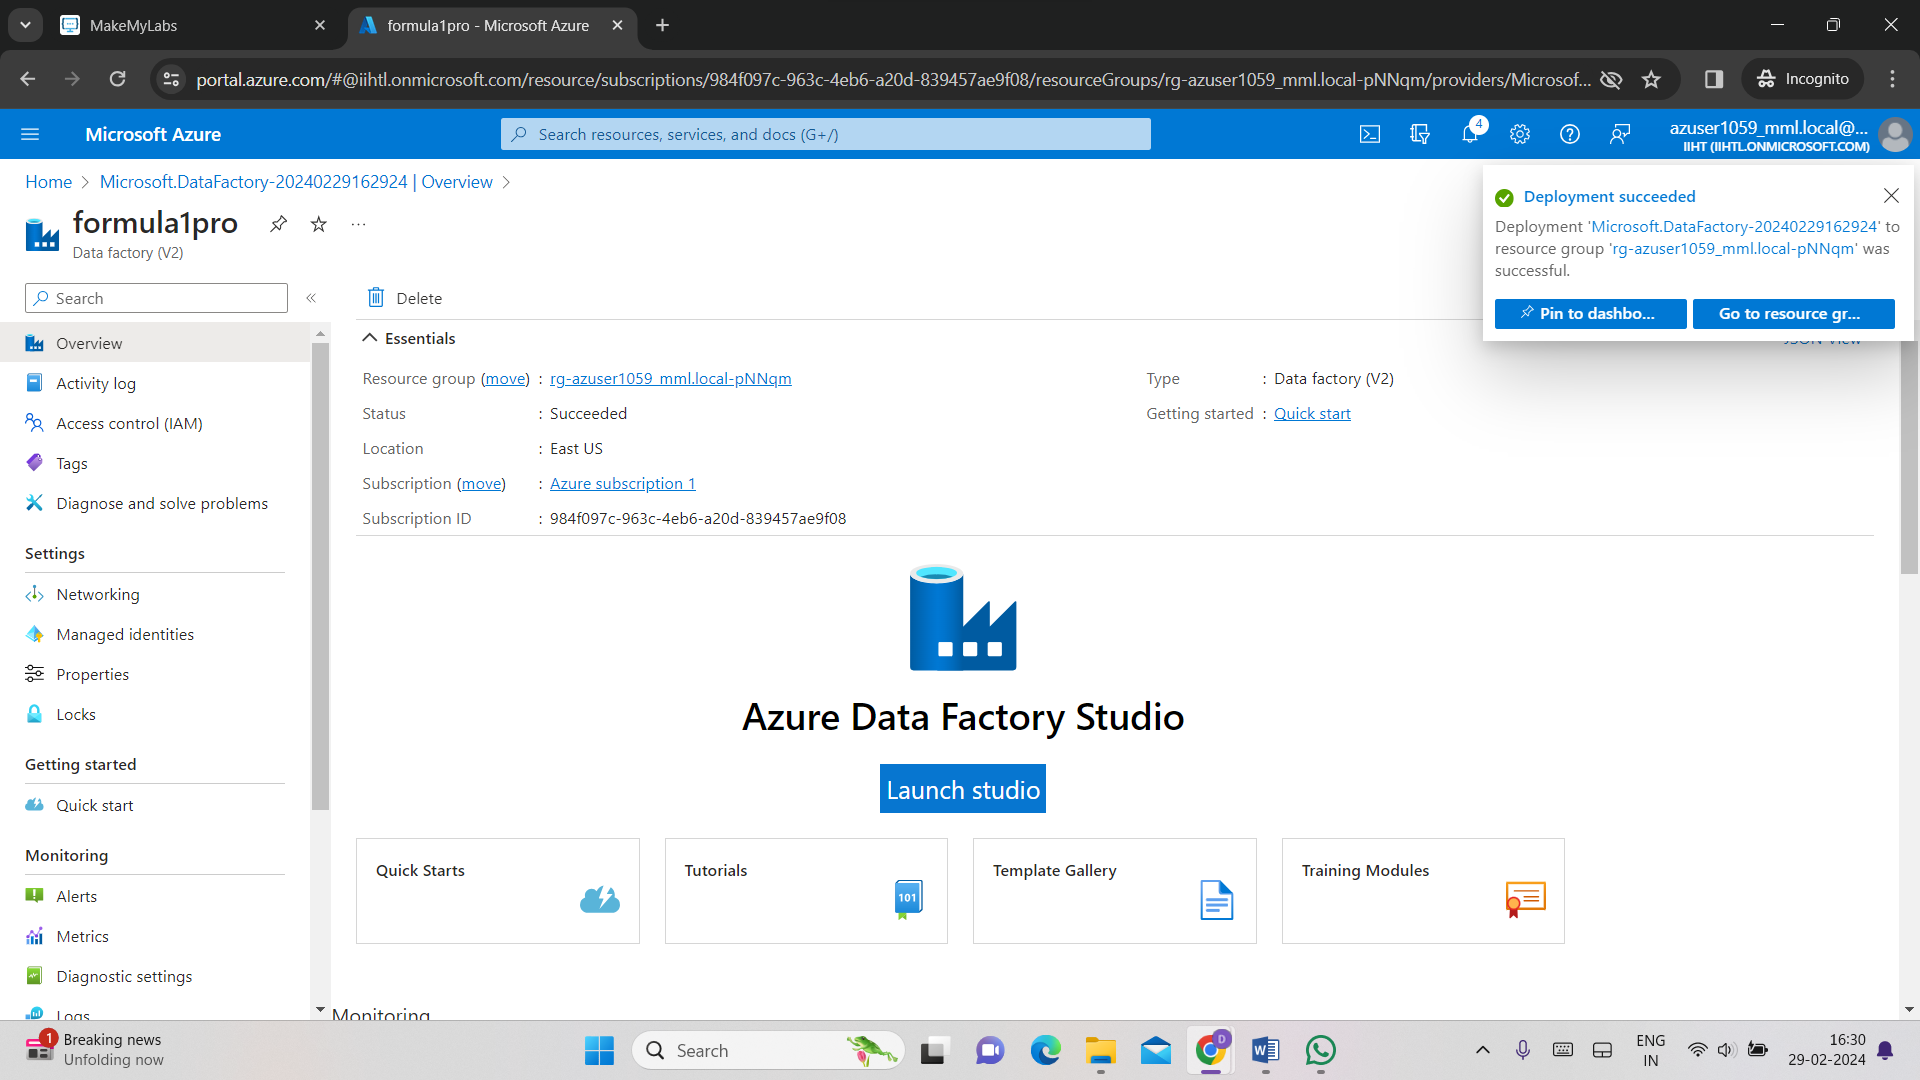 MakeMyLabs
formula1pro - Microsoft Azure
portal.azure.com/#@iihtl.onmicrosoft.com/resource/subscriptions/984f097c-963c-4eb6-a20d-839457ae9f08/resourceGroups/rg-azuser1059_mml.local-pNNqm/providers/Microsof...
Incognito
Microsoft Azure
Search resources, services, and docs (G+/)
4
azuser1059_mml.local@...
IIHT (IIHTL.ONMICROSOFT.COM)
Home > Microsoft.DataFactory-20240229162924 | Overview >
formula1pro
Data factory (V2)
Deployment succeeded
Deployment 'Microsoft.DataFactory-20240229162924' to
resource group 'rg-azuser1059_mml.local-pNNqm' was
successful.
Pin to dashbo...
Go to resource gr...
Search
Overview
Activity log
Access control (IAM)
Tags
Diagnose and solve problems
Settings
Networking
Managed identities
Properties
Locks
Getting started
Quick start
Monitoring
Alerts
Metrics
Diagnostic settings
Logs
Delete
Essentials
JSON View
Resource group (move) : rg-azuser1059_mml.local-pNNqm
Status : Succeeded
Location : East US
Subscription (move) : Azure subscription 1
Subscription ID : 984f097c-963c-4eb6-a20d-839457ae9f08
Type : Data factory (V2)
Getting started : Quick start
Azure Data Factory Studio
Launch studio
Quick Starts
Tutorials
101
Template Gallery
Training Modules
Monitoring
1
Breaking news
Unfolding now
Search
D
ENG
IN
16:30
29-02-2024